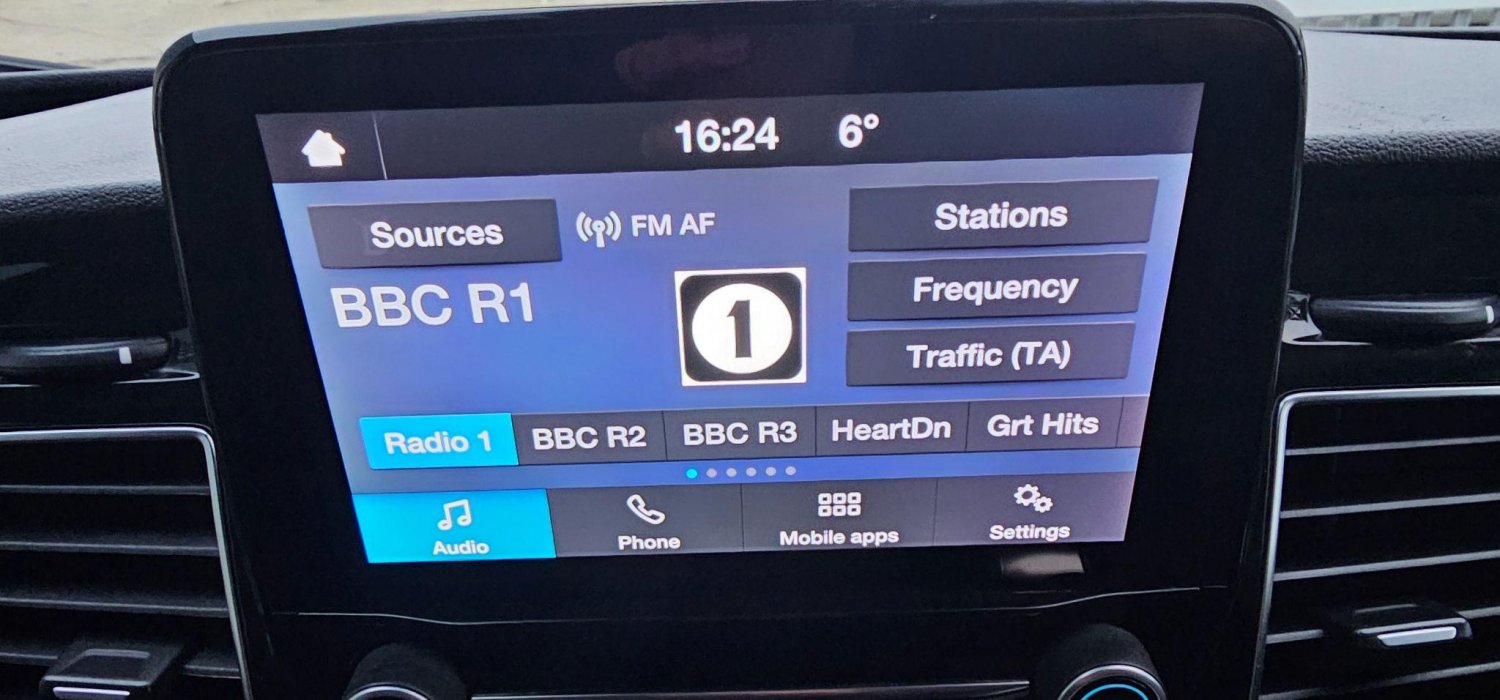 16:24 6°
Sources FM AF Stations
BBC R1 1 Frequency
Traffic (TA)
Radio 1 BBC R2 BBC R3 HeartDn Grt Hits
Audio Phone Mobile apps Settings